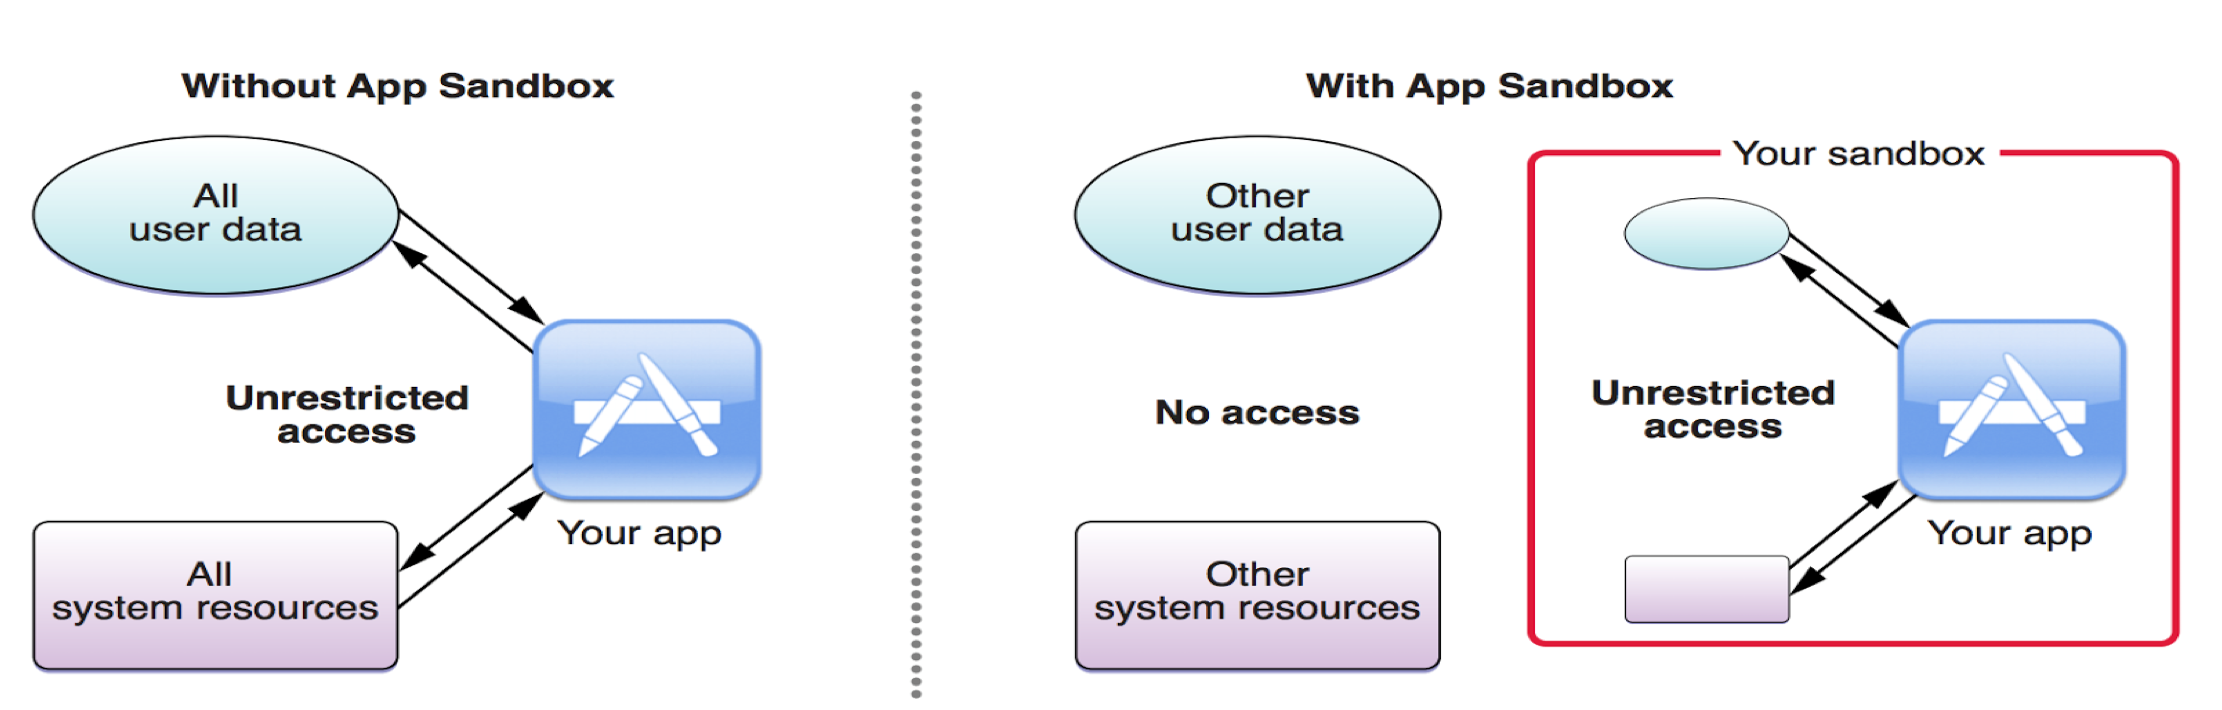 Without App Sandbox
All
user data
Unrestricted
access
Your app
All
system resources
With App Sandbox
Other
user data
No access
Other
system resources
Your sandbox
Unrestricted
access
Your app